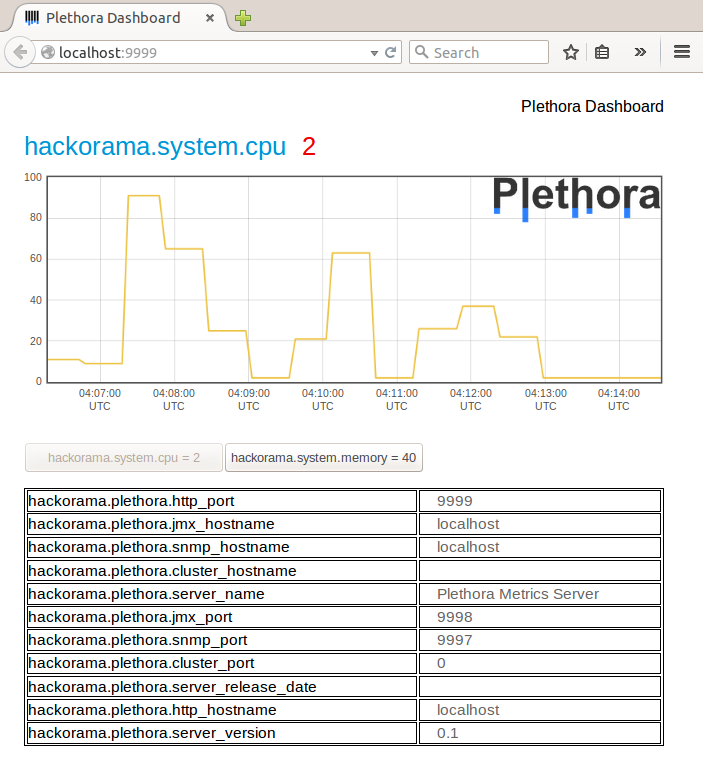 Plethora Dashboard
localhost:9999
Search
Plethora Dashboard
hackorama.system.cpu 2
Plethora
100
80
60
40
20
0
04:07:00 04:08:00 04:09:00 04:10:00 04:11:00 04:12:00 04:13:00 04:14:00
UTC UTC UTC UTC UTC UTC UTC UTC
hackorama.system.cpu = 2 hackorama.system.memory = 40
hackorama.plethora.http_port 9999
hackorama.plethora.jmx_hostname localhost
hackorama.plethora.snmp_hostname localhost
hackorama.plethora.cluster_hostname
hackorama.plethora.server_name Plethora Metrics Server
hackorama.plethora.jmx_port 9998
hackorama.plethora.snmp_port 9997
hackorama.plethora.cluster_port 0
hackorama.plethora.server_release_date
hackorama.plethora.http_hostname localhost
hackorama.plethora.server_version 0.1